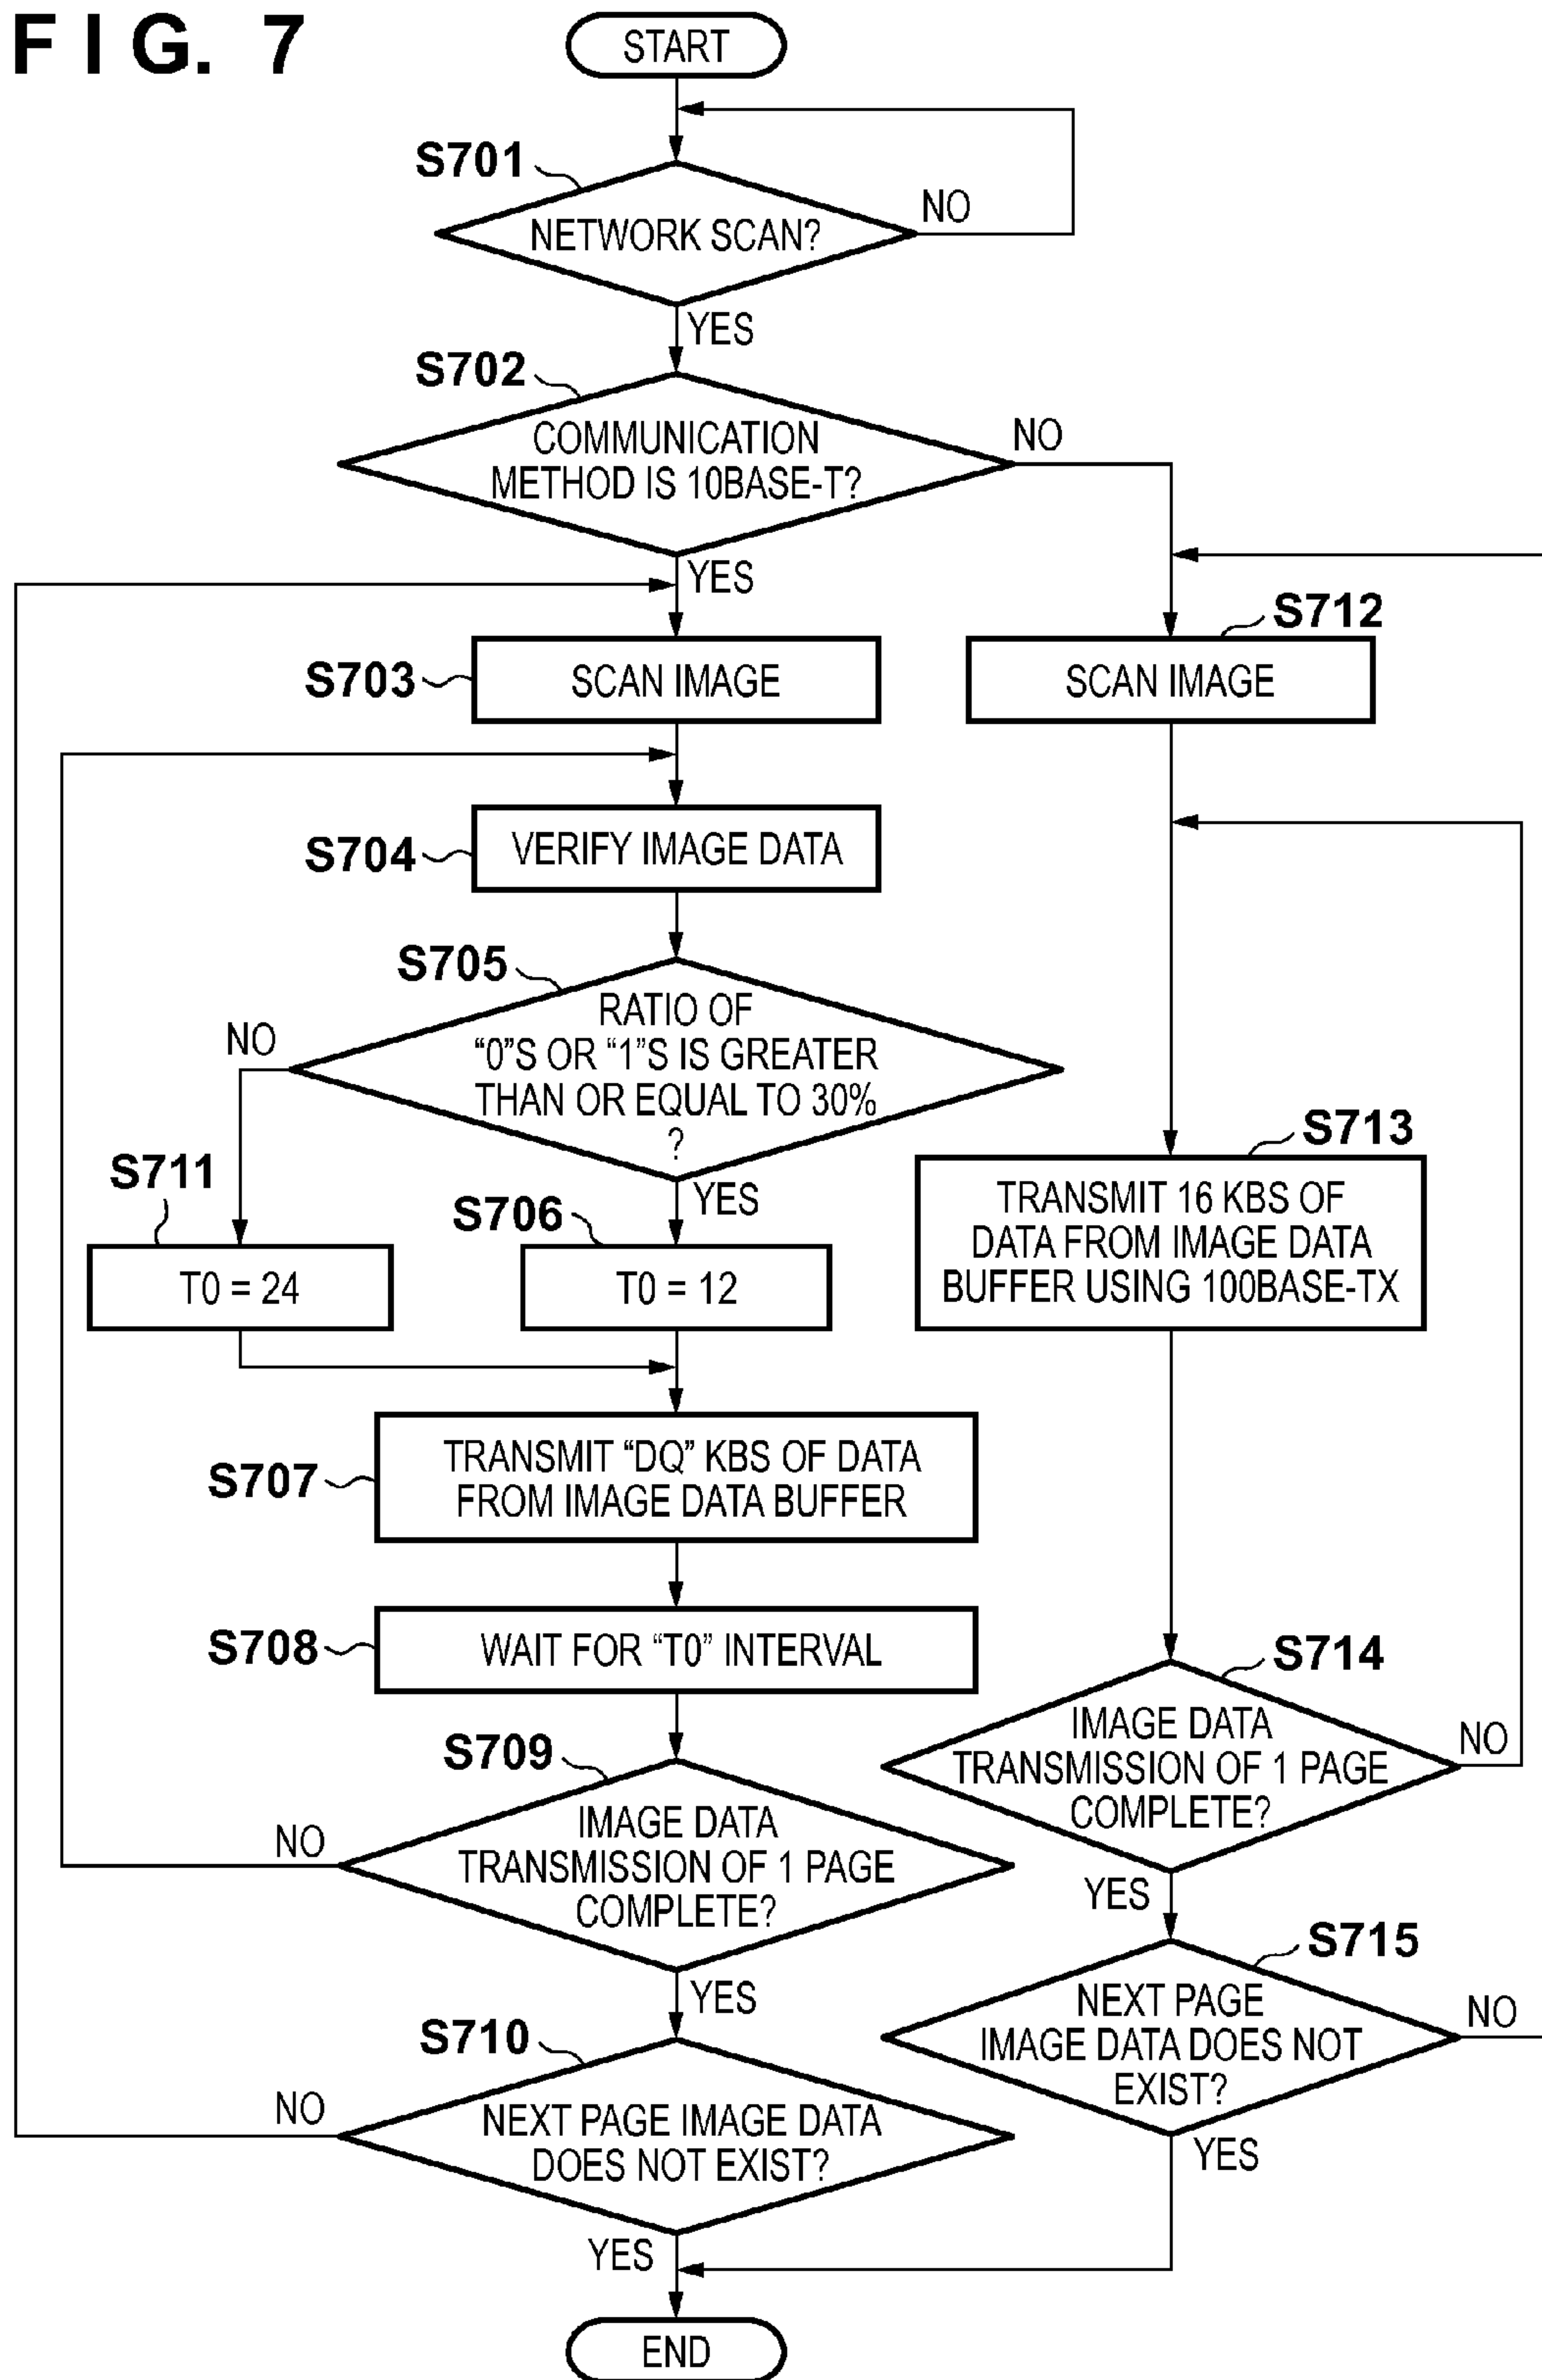 FIG. 7
START
S701
NETWORK SCAN?
NO
YES
S702
COMMUNICATION
METHOD IS 10BASE-T?
NO
YES
S703
SCAN IMAGE
S712
SCAN IMAGE
S704
VERIFY IMAGE DATA
S705
RATIO OF
“0”S OR “1”S IS GREATER
THAN OR EQUAL TO 30%
?
NO
YES
S711
T0 = 24
S706
T0 = 12
S713
TRANSMIT 16 KBS OF
DATA FROM IMAGE DATA
BUFFER USING 100BASE-TX
S707
TRANSMIT “DQ” KBS OF DATA
FROM IMAGE DATA BUFFER
S708
WAIT FOR “T0” INTERVAL
S709
IMAGE DATA
TRANSMISSION OF 1 PAGE
COMPLETE?
NO
YES
S714
IMAGE DATA
TRANSMISSION OF 1 PAGE
COMPLETE?
NO
YES
S710
NEXT PAGE IMAGE DATA
DOES NOT EXIST?
NO
YES
S715
NEXT PAGE
IMAGE DATA DOES NOT
EXIST?
NO
YES
END